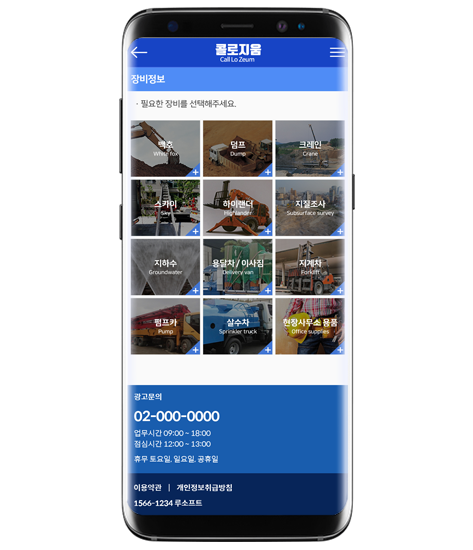 콜로지움
Call Lo Zeum
장비정보
· 필요한 장비를 선택해주세요.
백호
White fox
덤프
Dump
크레인
Crane
스카이
Sky
하이랜더
Highlander
지질조사
Subsurface survey
지하수
Groundwater
용달차 / 이사짐
Delivery van
지게차
Forklift
펌프카
Pump
살수차
Sprinkler truck
현장사무소 용품
Office supplies
광고문의
02-000-0000
업무시간 09:00 ~ 18:00
점심시간 12:00 ~ 13:00
휴무 토요일, 일요일, 공휴일
이용약관 | 개인정보취급방침
1566-1234 루소프트